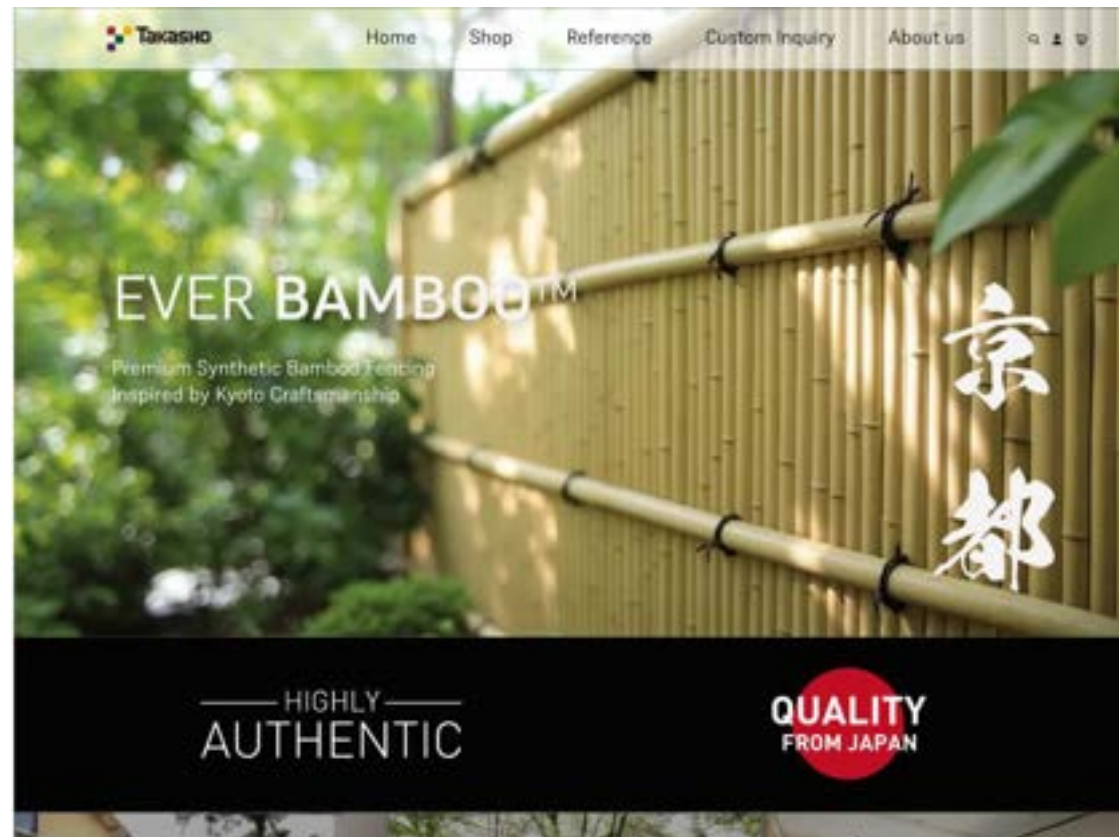 TAKASHO
Home
Shop
Reference
Custom Inquiry
About us
EVER BAMBOO™
Premium Synthetic Bamboo Fencing
Inspired by Kyoto Craftsmanship
京
都
HIGHLY
AUTHENTIC
QUALITY
FROM JAPAN